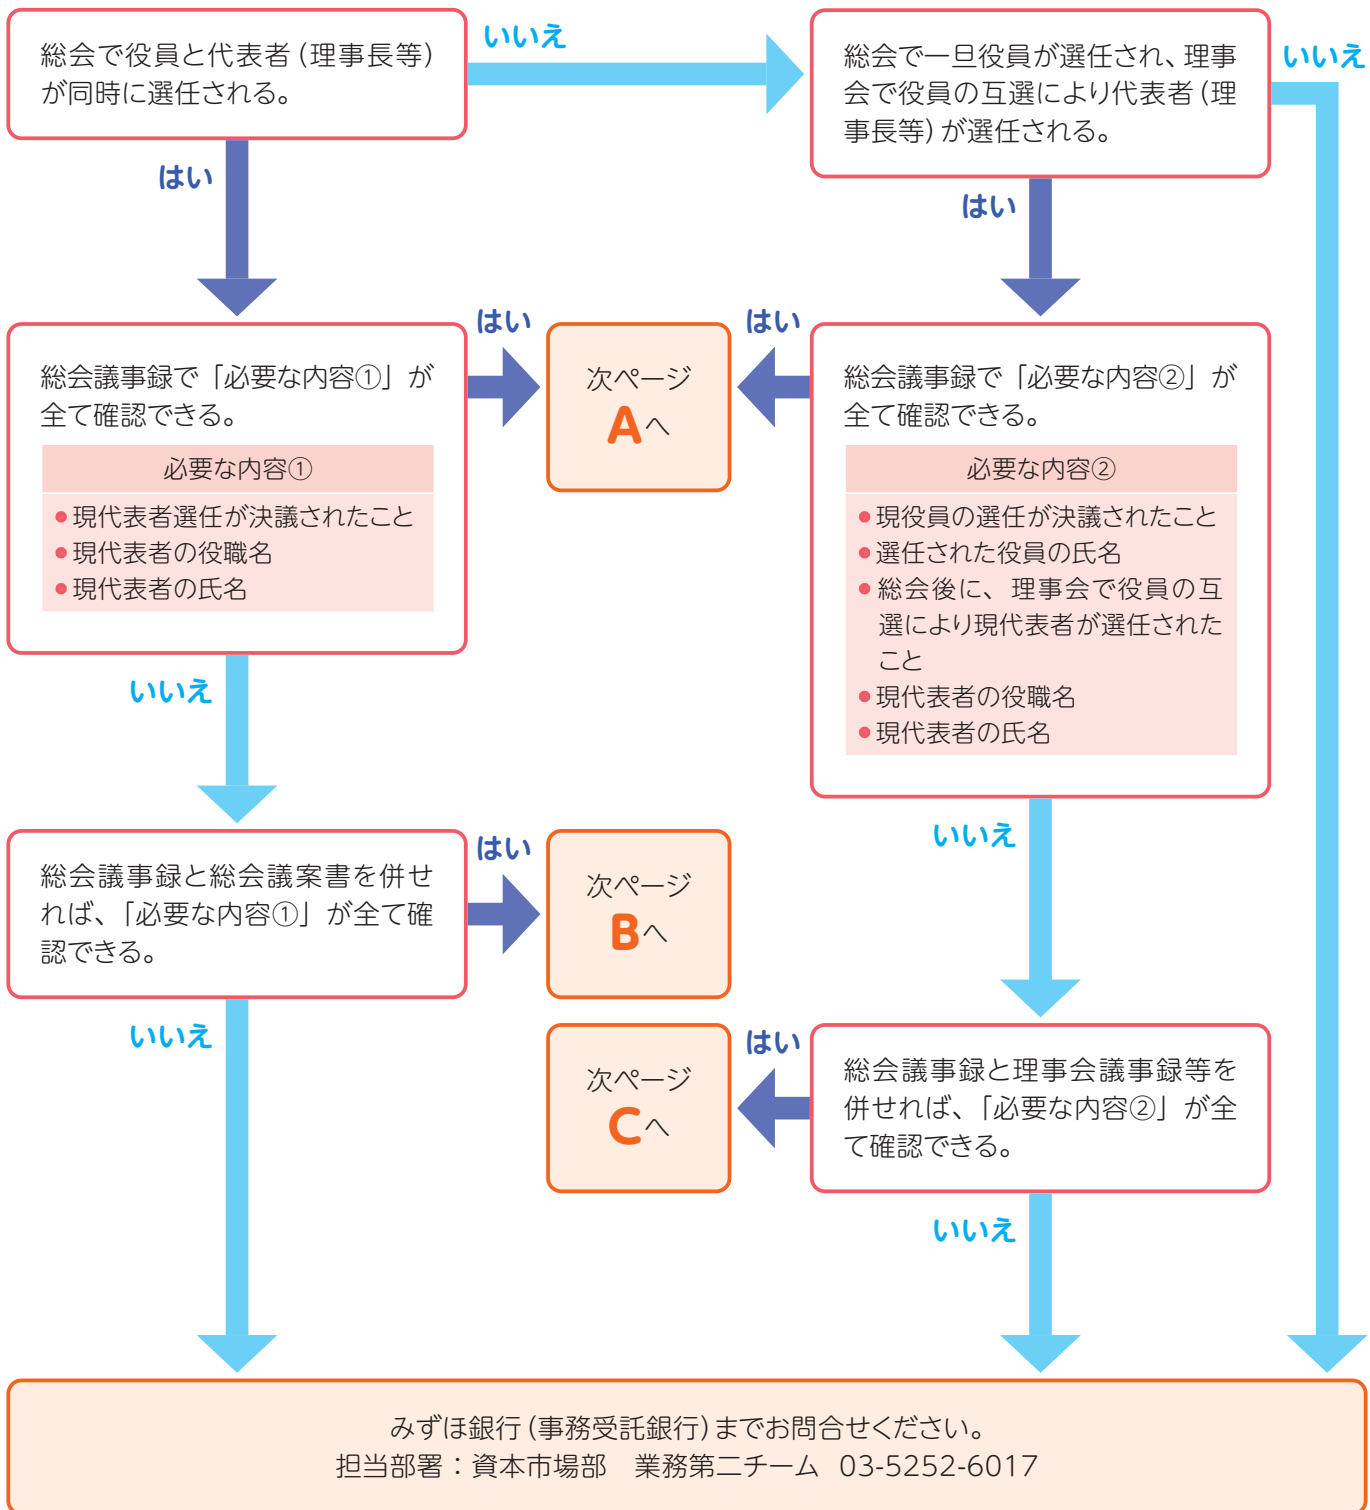 総会で役員と代表者(理事長等)
が同時に選任される。
いいえ
総会で一旦役員が選任され、理事
会で役員の互選により代表者(理
事長等)が選任される。
いいえ
はい
はい
総会議事録で「必要な内容①」が
全て確認できる。
必要な内容①
●現代表者選任が決議されたこと
●現代表者の役職名
●現代表者の氏名
はい
次ページ
Aへ
はい
総会議事録で「必要な内容②」が
全て確認できる。
必要な内容②
●現役員の選任が決議されたこと
●選任された役員の氏名
●総会後に、理事会で役員の互
選により現代表者が選任された
こと
●現代表者の役職名
●現代表者の氏名
いいえ
いいえ
総会議事録と総会議案書を併せ
れば、「必要な内容①」が全て確
認できる。
はい
次ページ
Bへ
いいえ
次ページ
Cへ
はい
総会議事録と理事会議事録等を
併せれば、「必要な内容②」が全
て確認できる。
いいえ
みずほ銀行(事務受託銀行)までお問合せください。
担当部署:資本市場部 業務第二チーム 03-5252-6017